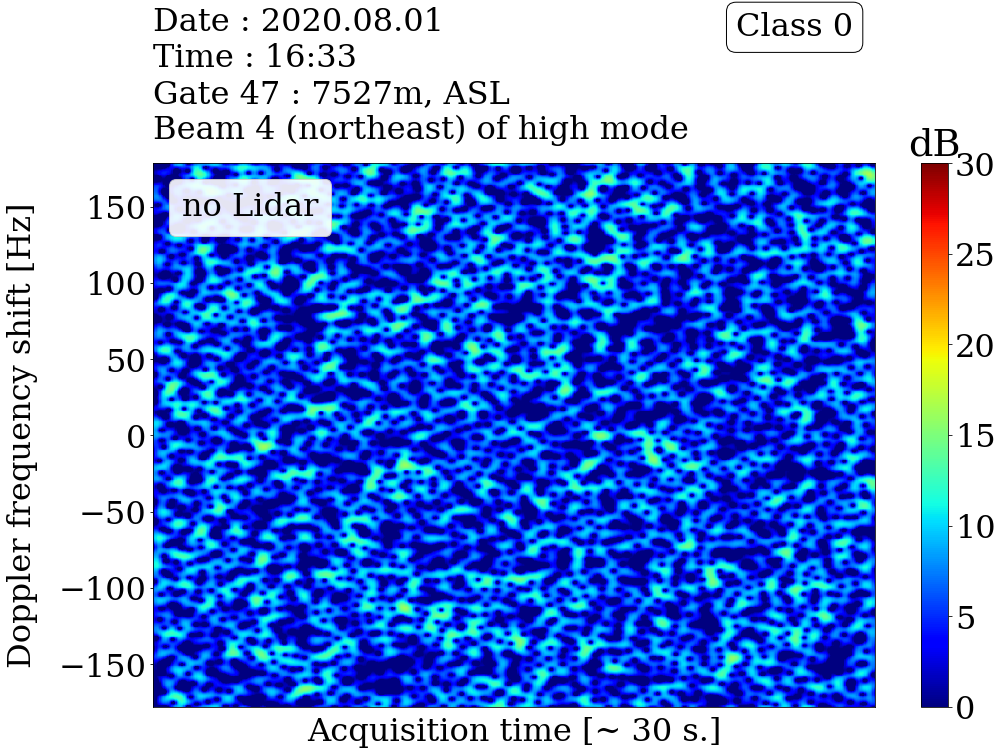 Date : 2020.08.01
Time : 16:33
Gate 47 : 7527m, ASL
Beam 4 (northeast) of high mode
Class 0
dB
no Lidar
Doppler frequency shift [Hz]
150
100
50
0
−50
−100
−150
30
25
20
15
10
5
0
Acquisition time [~ 30 s.]